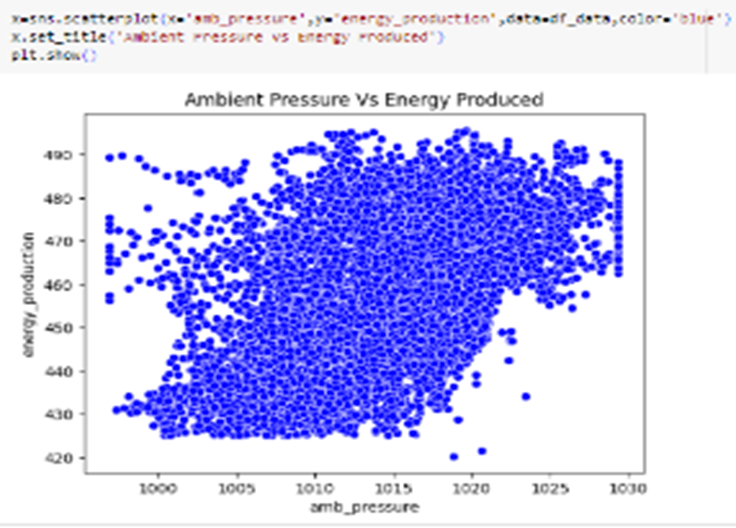 x=sns.scatterplot(x='amb_pressure',y='energy_production',data=df_data,color='blue')
x.set_title('Ambient Pressure Vs Energy Produced')
plt.show()
Ambient Pressure Vs Energy Produced
490
480
470
460
450
440
430
420
energy_production
1000 1005 1010 1015 1020 1025 1030
amb_pressure